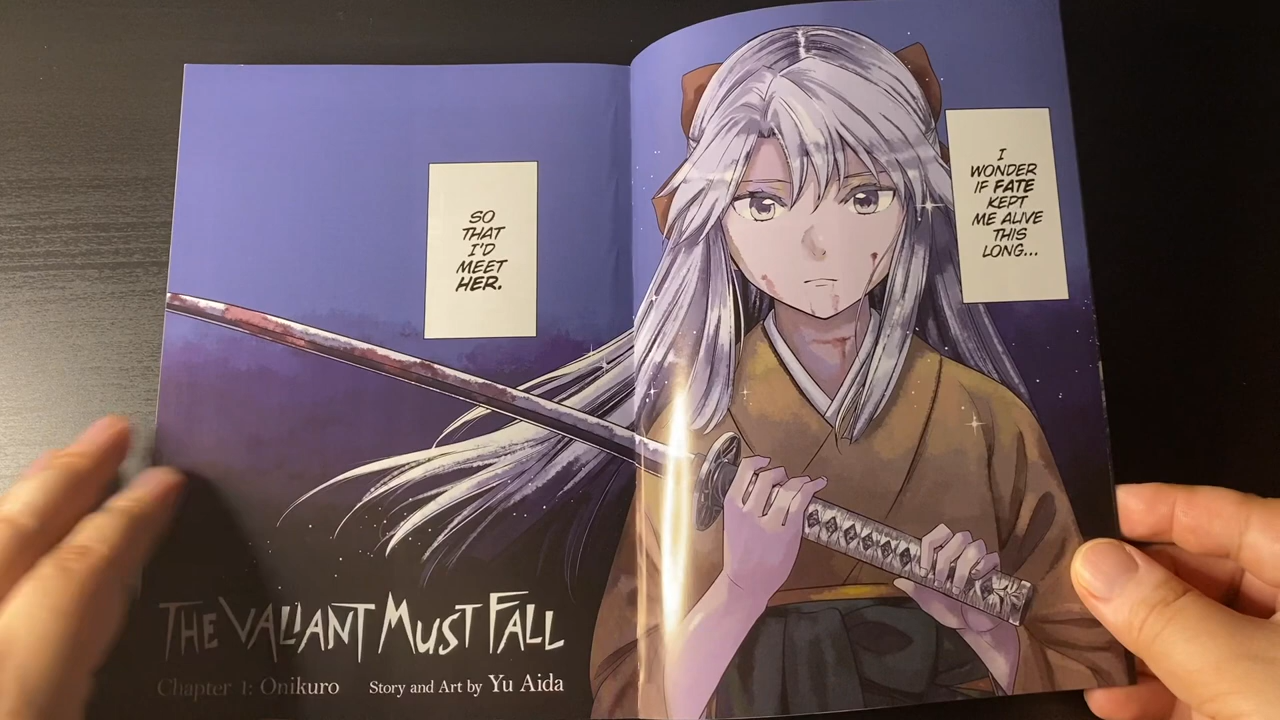 I
WONDER
IF FATE
KEPT
ME ALIVE
THIS
LONG...
SO
THAT
I'D
MEET
HER.
THE VALIANT MUST FALL
Chapter 1: Onikuro Story and Art by Yu Aida